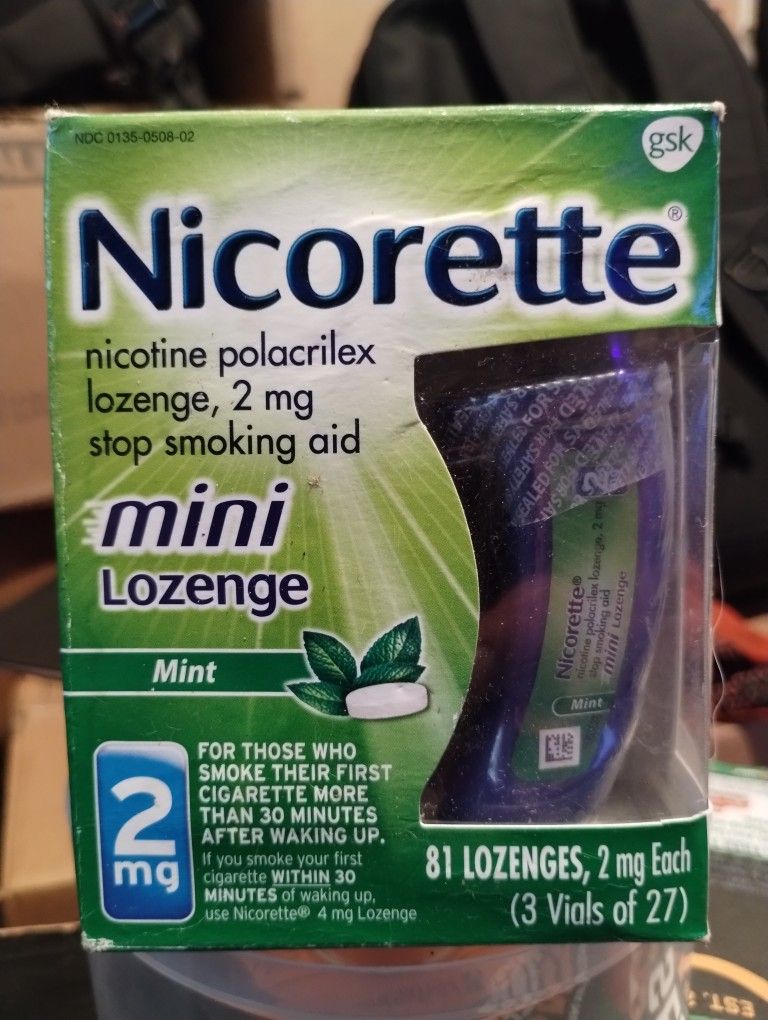 NDC 0135-0508-02
gsk
Nicorette®
nicotine polacrilex
lozenge, 2 mg
stop smoking aid
mini
Lozenge
Mint
2
mg
FOR THOSE WHO
SMOKE THEIR FIRST
CIGARETTE MORE
THAN 30 MINUTES
AFTER WAKING UP.
If you smoke your first
cigarette WITHIN 30
MINUTES of waking up,
use Nicorette® 4 mg Lozenge
Nicorette®
nicotine polacrilex lozenge, 2 mg
stop smoking aid
mini Lozenge
Mint
81 LOZENGES, 2 mg Each
(3 Vials of 27)
EST.